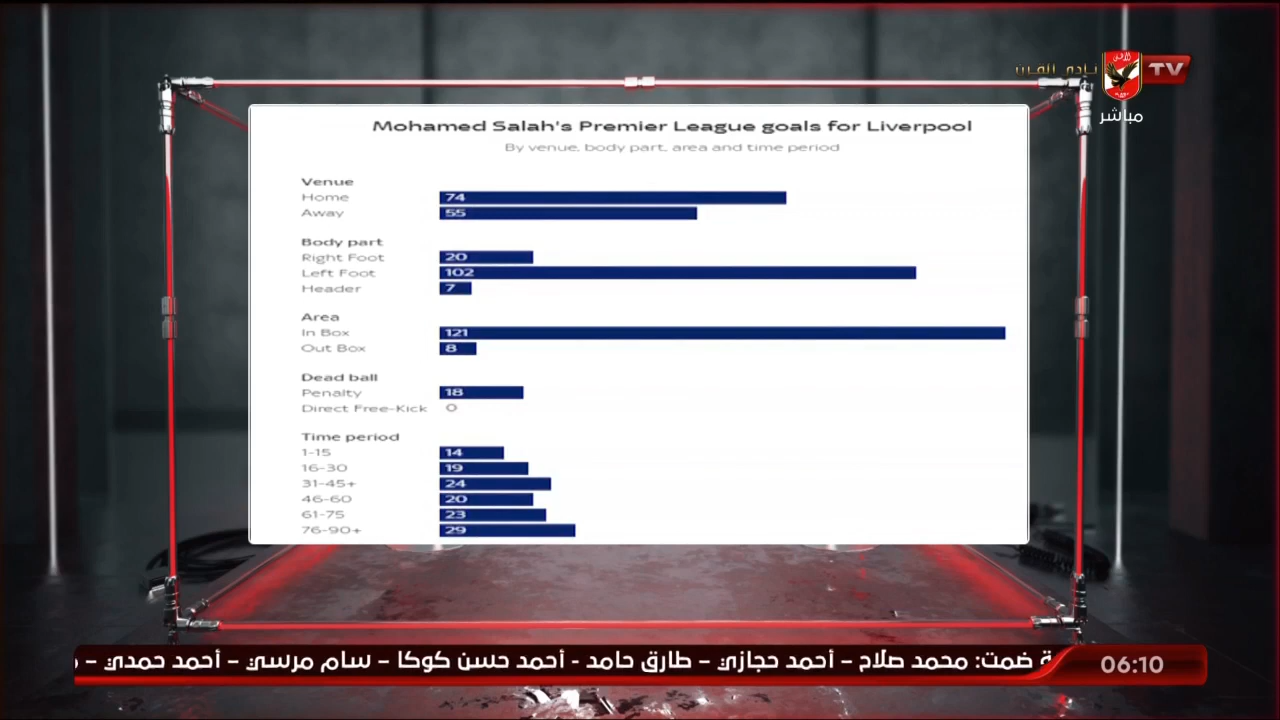 نادي القرن
TV
مباشر
Mohamed Salah's Premier League goals for Liverpool
By venue, body part, area and time period
Venue
Home 74
Away 55
Body part
Right Foot 20
Left Foot 102
Header 7
Area
In Box 121
Out Box 8
Dead ball
Penalty 18
Direct Free-Kick 0
Time period
1-15 14
16-30 19
31-45+ 24
46-60 20
61-75 23
76-90+ 29
ضمت: محمد صلاح – أحمد حجازي – طارق حامد - أحمد حسن كوكا – سام مرسي – أحمد حمدي –
06:10